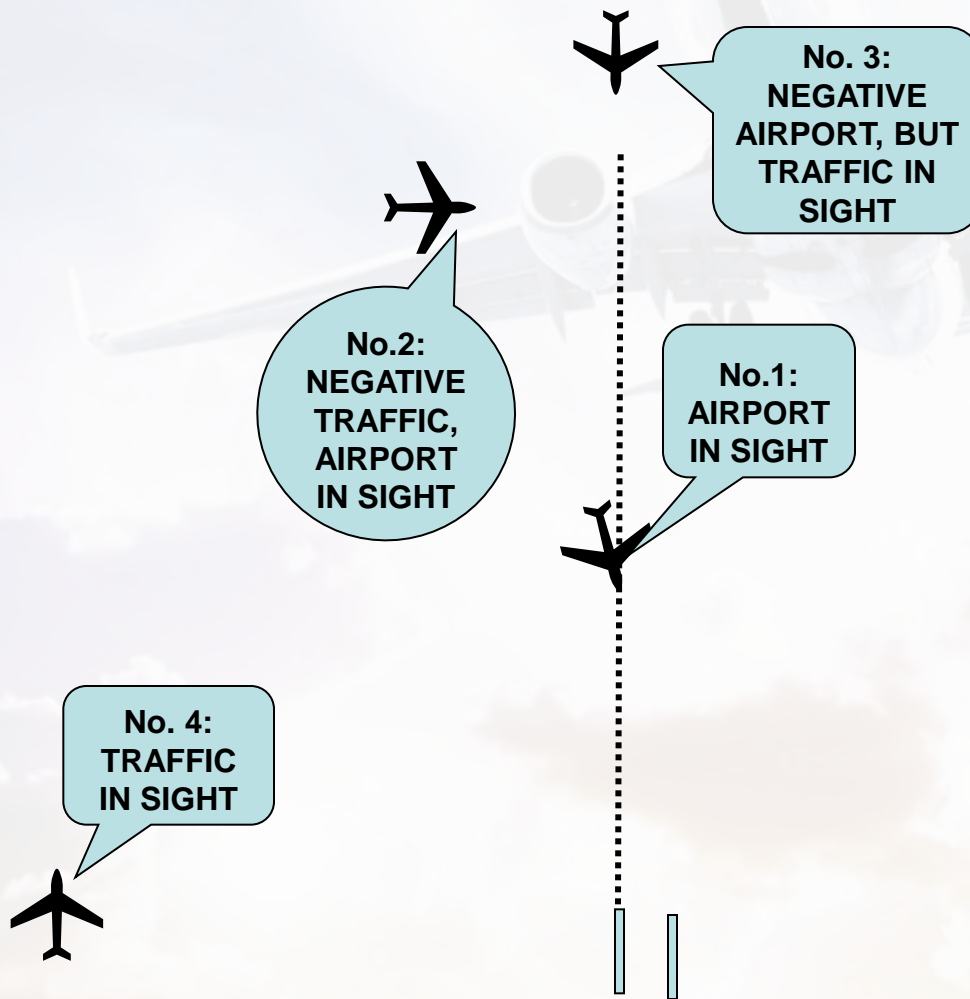 No. 3:
NEGATIVE
AIRPORT, BUT
TRAFFIC IN
SIGHT
No.2:
NEGATIVE
TRAFFIC,
AIRPORT
IN SIGHT
No.1:
AIRPORT
IN SIGHT
No. 4:
TRAFFIC
IN SIGHT